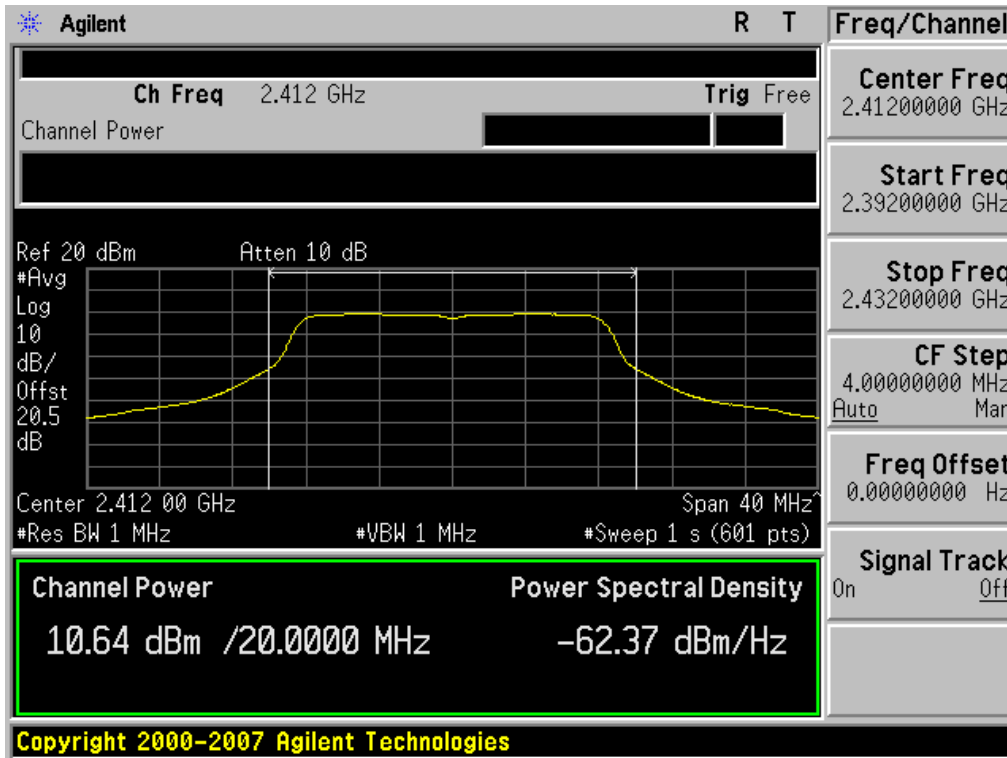 Agilent R T
Ch Freq 2.412 GHz Trig Free
Channel Power
Ref 20 dBm Atten 10 dB
#Avg
Log
10
dB/
Offst
20.5
dB
Center 2.412 00 GHz Span 40 MHz^
#Res BW 1 MHz #VBW 1 MHz #Sweep 1 s (601 pts)
Channel Power Power Spectral Density
10.64 dBm /20.0000 MHz -62.37 dBm/Hz
Copyright 2000-2007 Agilent Technologies
Freq/Channel
Center Freq
2.41200000 GHz
Start Freq
2.39200000 GHz
Stop Freq
2.43200000 GHz
CF Step
4.00000000 MHz
Auto Man
Freq Offset
0.00000000 Hz
Signal Track
On Off